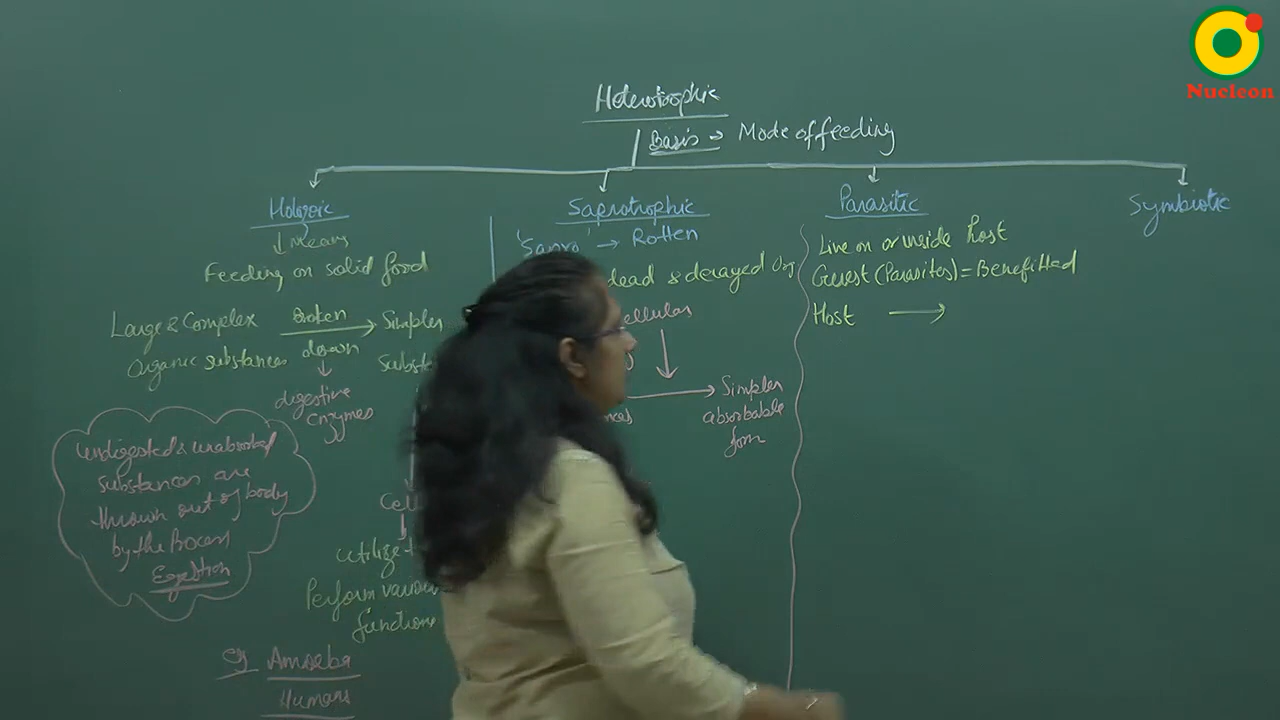 Nucleon
Heterotrophic
Basis → Mode of feeding
Holozoic
↓ Means
Feeding on solid food
Large & Complex Broken → Simpler
Organic substances down
↓
digestive
enzymes
Undigested & unabsorbed
substances are
thrown out of body
by the Process
Egestion
utilize
Perform
function
eg Amoeba
Humans
Saprotrophic
'Sapro' → Rotten
dead & decayed Org
Simpler
absorbable
form
Parasitic
Live on or inside host
Guest (Parasites) = Benefitted
Host →
Symbiotic